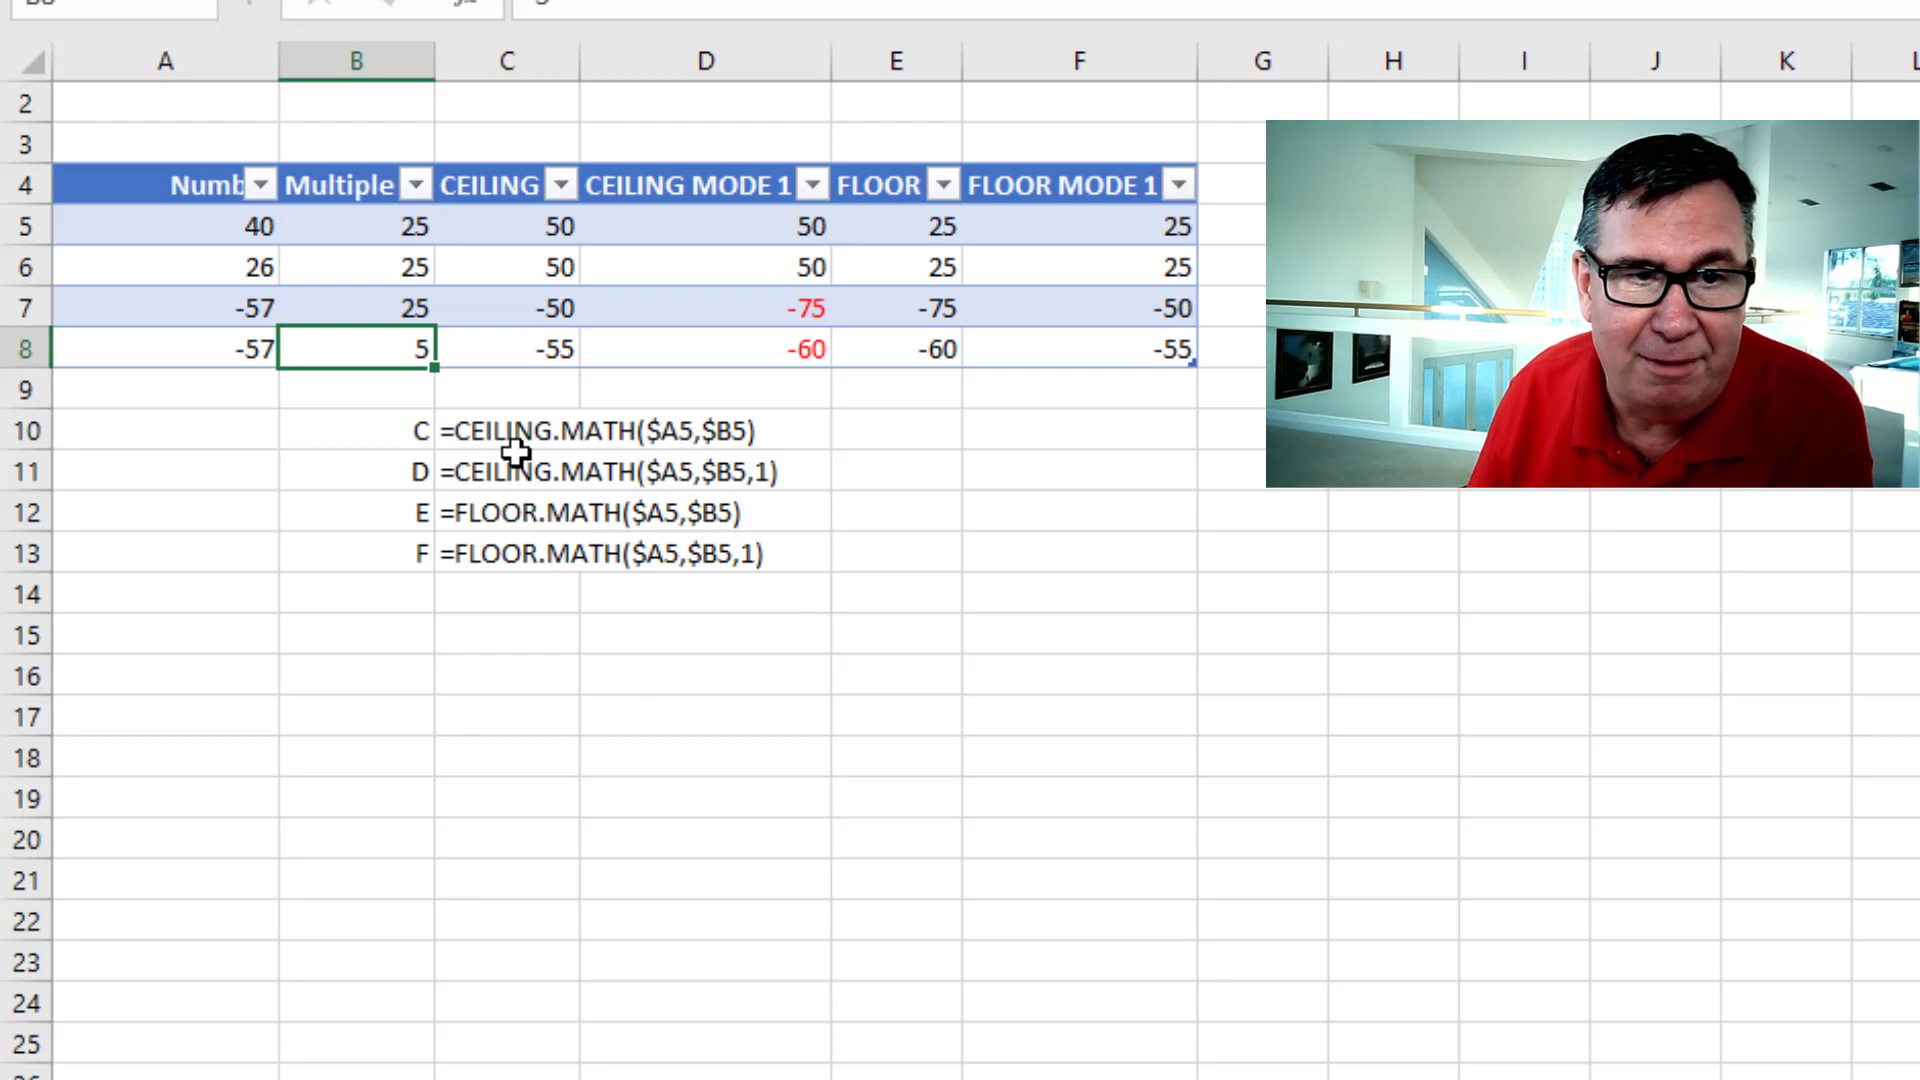 A B C D E F G H I J K L
2
3
4 Numb Multiple CEILING CEILING MODE 1 FLOOR FLOOR MODE 1
5 40 25 50 50 25 25
6 26 25 50 50 25 25
7 -57 25 -50 -75 -75 -50
8 -57 5 -55 -60 -60 -55
9
10 C =CEILING.MATH($A5,$B5)
11 D =CEILING.MATH($A5,$B5,1)
12 E =FLOOR.MATH($A5,$B5)
13 F =FLOOR.MATH($A5,$B5,1)
14
15
16
17
18
19
20
21
22
23
24
25